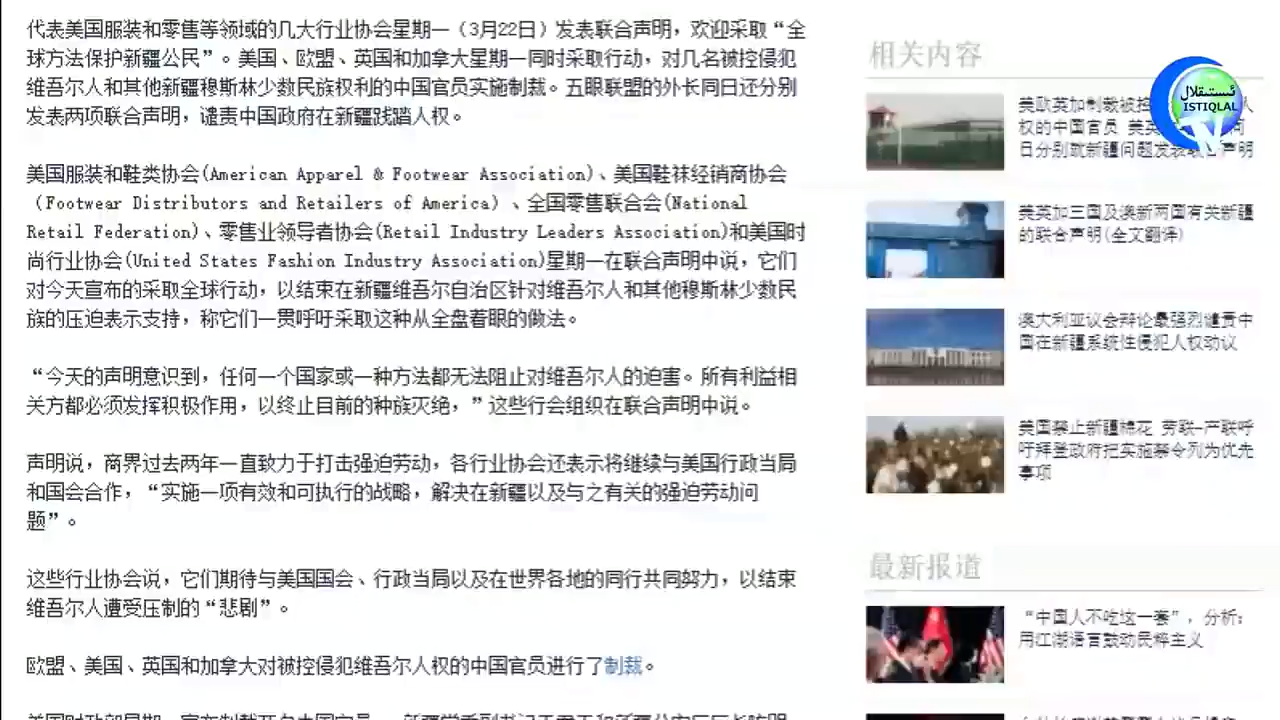 代表美国服装和零售等领域的几大行业协会星期一（3月22日）发表联合声明，欢迎采取“全
球方法保护新疆公民”。美国、欧盟、英国和加拿大星期一同时采取行动，对几名被控侵犯
维吾尔人和其他新疆穆斯林少数民族权利的中国官员实施制裁。五眼联盟的外长同日还分别
发表两项联合声明，谴责中国政府在新疆践踏人权。
美国服装和鞋类协会(American Apparel & Footwear Association)、美国鞋袜经销商协会
（Footwear Distributors and Retailers of America）、全国零售联合会(National
Retail Federation)、零售业领导者协会(Retail Industry Leaders Association)和美国时
尚行业协会(United States Fashion Industry Association)星期一在联合声明中说，它们
对今天宣布的采取全球行动，以结束在新疆维吾尔自治区针对维吾尔人和其他穆斯林少数民
族的压迫表示支持，称它们一贯呼吁采取这种从全盘着眼的做法。
“今天的声明意识到，任何一个国家或一种方法都无法阻止对维吾尔人的迫害。所有利益相
关方都必须发挥积极作用，以终止目前的种族灭绝，”这些行会组织在联合声明中说。
声明说，商界过去两年一直致力于打击强迫劳动，各行业协会还表示将继续与美国行政当局
和国会合作，“实施一项有效和可执行的战略，解决在新疆以及与之有关的强迫劳动问
题”。
这些行业协会说，它们期待与美国国会、行政当局以及在世界各地的同行共同努力，以结束
维吾尔人遭受压制的“悲剧”。
欧盟、美国、英国和加拿大对被控侵犯维吾尔人权的中国官员进行了制裁。
相关内容
ئىستىقلال
ISTIQLAL
美欧英加制裁被控 人
权的中国官员 美英 同
日分别就新疆问题发表联合声明
美英加三国及澳新两国有关新疆
的联合声明(全文翻译)
澳大利亚议会辩论最强烈谴责中
国在新疆系统性侵犯人权动议
美国禁止新疆棉花 劳联-产联呼
吁拜登政府把实施禁令列为优先
事项
最新报道
“中国人不吃这一套”，分析：
用江湖语言鼓动民粹主义